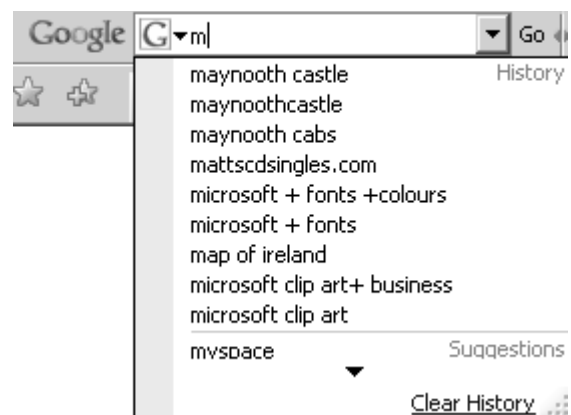 Google G m Go
maynooth castle History
maynoothcastle
maynooth cabs
mattscdsingles.com
microsoft + fonts +colours
microsoft + fonts
map of ireland
microsoft clip art+ business
microsoft clip art
myspace Suggestions
Clear History